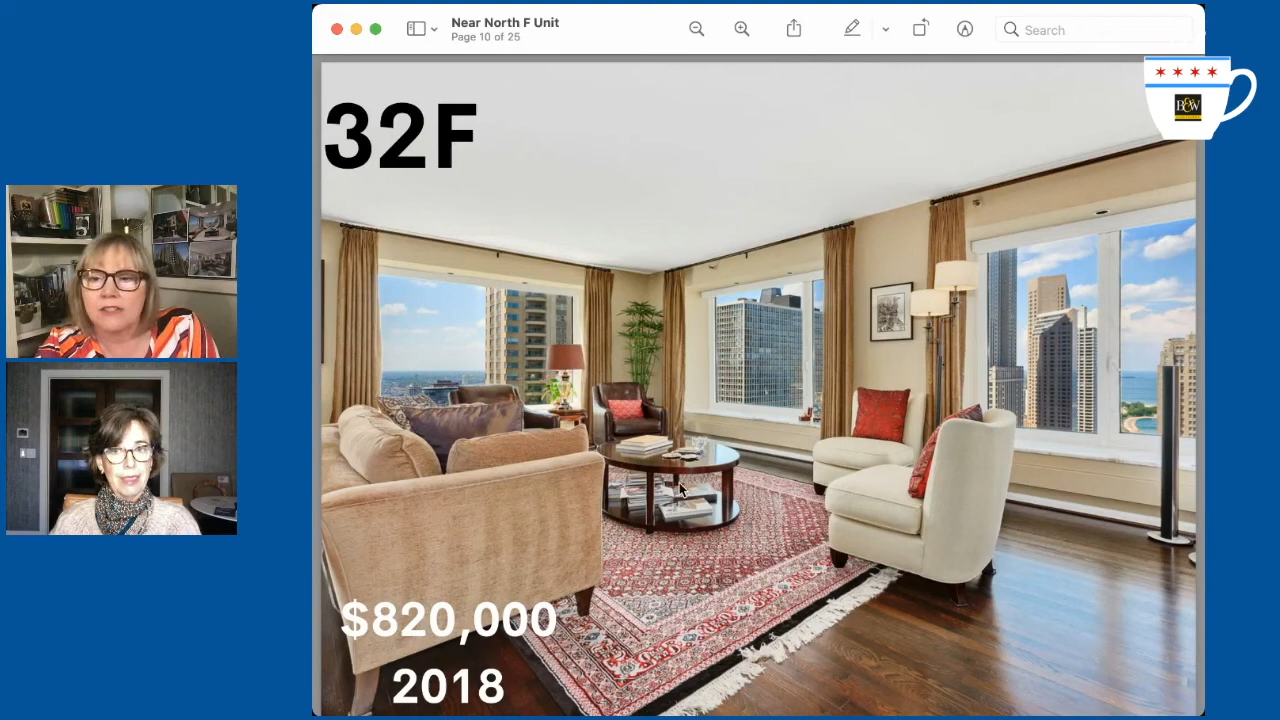 Near North F Unit
Page 10 of 25
Search
B&W
32F
$820,000
2018